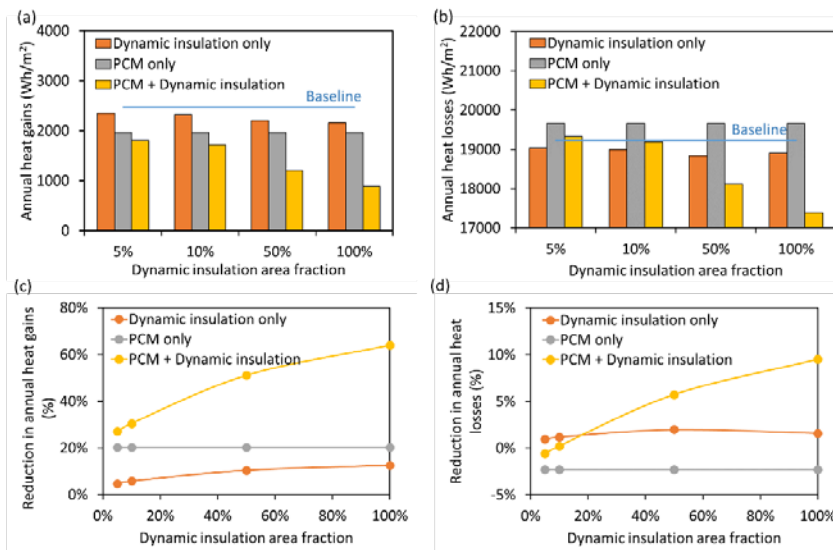 (a)
Annual heat gains (Wh/m²)
4000
3000
2000
1000
0
Dynamic insulation only
PCM only
PCM + Dynamic insulation
Baseline
5%
10%
50%
100%
Dynamic insulation area fraction
(b)
Annual heat losses (Wh/m²)
22000
21000
20000
19000
18000
17000
Dynamic insulation only
PCM only
PCM + Dynamic insulation
Baseline
5%
10%
50%
100%
Dynamic insulation area fraction
(c)
Reduction in annual heat gains
(%)
80%
60%
40%
20%
0%
Dynamic insulation only
PCM only
PCM + Dynamic insulation
0%
20%
40%
60%
80%
100%
Dynamic insulation area fraction
(d)
Reduction in annual heat
losses (%)
15%
10%
5%
0%
-5%
Dynamic insulation only
PCM only
PCM + Dynamic insulation
0%
20%
40%
60%
80%
100%
Dynamic insulation area fraction